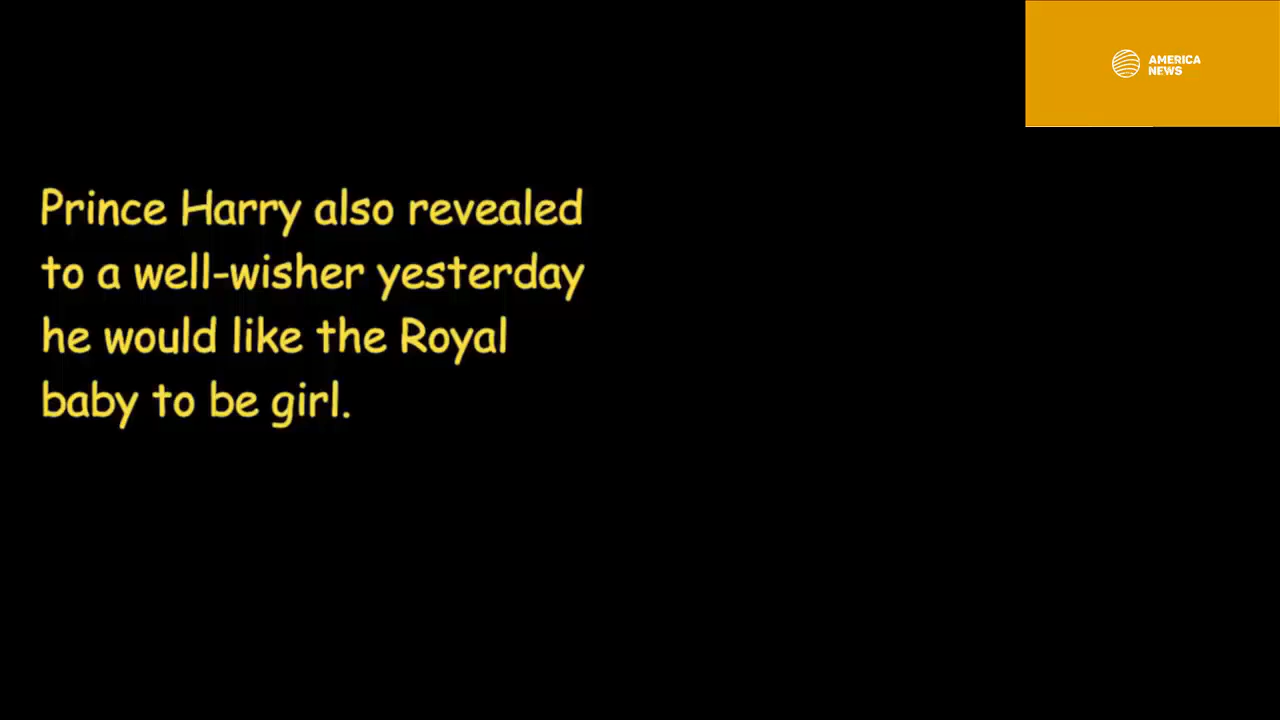 AMERICA
NEWS
Prince Harry also revealed
to a well-wisher yesterday
he would like the Royal
baby to be girl.